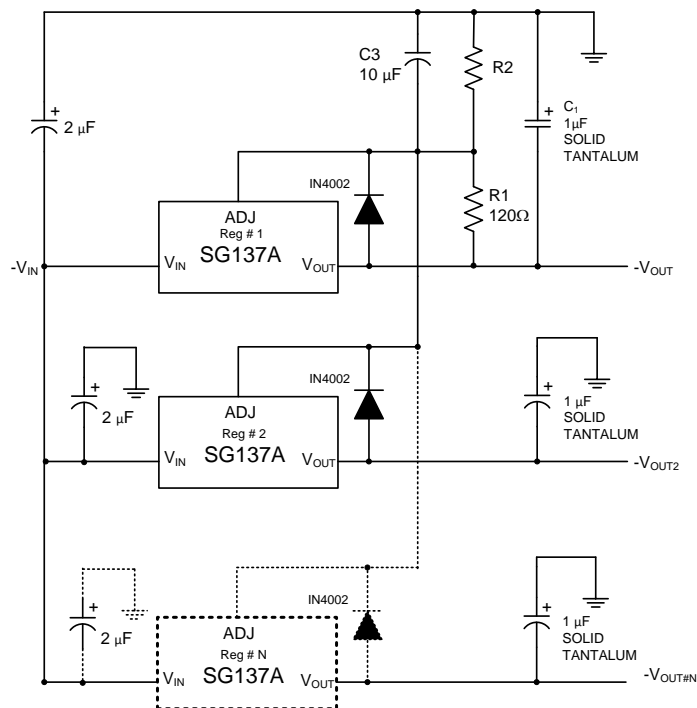 C3
10 µF
R2
+
2 µF
+
C₁
1µF
SOLID
TANTALUM
IN4002
R1
120Ω
ADJ
Reg # 1
SG137A
-VIN
VIN
VOUT
-VOUT
IN4002
+
2 µF
+
1 µF
SOLID
TANTALUM
ADJ
Reg # 2
SG137A
VIN
VOUT
-VOUT2
IN4002
+
2 µF
+
1 µF
SOLID
TANTALUM
ADJ
Reg # N
SG137A
VIN
VOUT
-VOUT#N